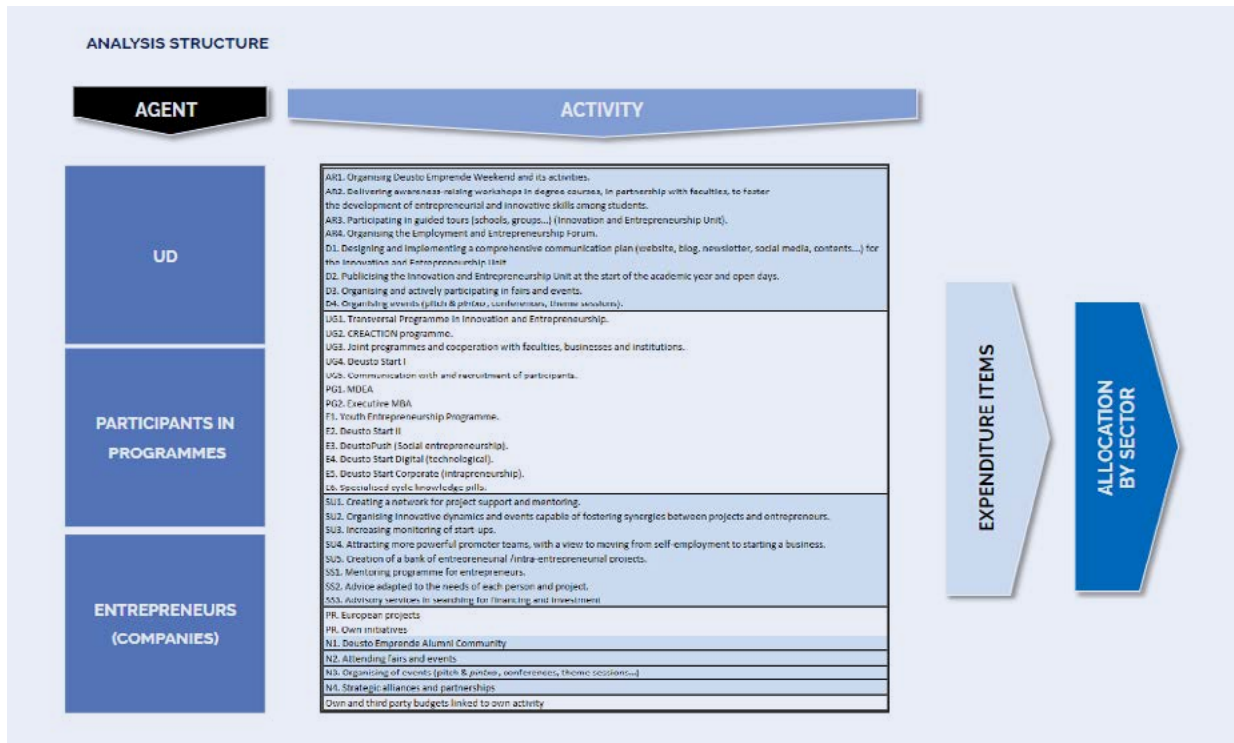 ANALYSIS STRUCTURE
AGENT
ACTIVITY
UD
PARTICIPANTS IN
PROGRAMMES
ENTREPRENEURS
(COMPANIES)
AR1. Organising Deusto Emprende Weekend and its activities.
AR2. Delivering awareness-raising workshops in degree courses, in partnership with faculties, to foster
the development of entrepreneurial and innovative skills among students.
AR3. Participating in guided tours (schools, groups...) (Innovation and Entrepreneurship Unit).
AR4. Organising the Employment and Entrepreneurship Forum.
D1. Designing and implementing a comprehensive communication plan (website, blog, newsletter, social media, contents...) for
the Innovation and Entrepreneurship Unit
D2. Publicising the Innovation and Entrepreneurship Unit at the start of the academic year and open days.
D3. Organising and actively participating in fairs and events.
D4. Organising events (pitch & pintxo, conferences, theme sessions).
UG1. Transversal Programme in Innovation and Entrepreneurship.
UG2. CREACTION programme.
UG3. Joint programmes and cooperation with faculties, businesses and institutions.
UG4. Deusto Start I
UG5. Communication with and recruitment of participants.
PG1. MDEA
PG2. Executive MBA
E1. Youth Entrepreneurship Programme.
E2. Deusto Start II
E3. DeustoPush (Social entrepreneurship).
E4. Deusto Start Digital (technological).
E5. Deusto Start Corporate (intrapreneurship).
E6. Specialised cycle knowledge pills.
SU1. Creating a network for project support and mentoring.
SU2. Organising innovative dynamics and events capable of fostering synergies between projects and entrepreneurs.
SU3. Increasing monitoring of start-ups.
SU4. Attracting more powerful promoter teams, with a view to moving from self-employment to starting a business.
SU5. Creation of a bank of entrepreneurial /intra-entrepreneurial projects.
SS1. Mentoring programme for entrepreneurs.
SS2. Advice adapted to the needs of each person and project.
SS3. Advisory services in searching for financing and investment
PR. European projects
PR. Own initiatives
N1. Deusto Emprende Alumni Community
N2. Attending fairs and events
N3. Organising of events (pitch & pintxo, conferences, theme sessions...)
N4. Strategic alliances and partnerships
Own and third party budgets linked to own activity
EXPENDITURE ITEMS
ALLOCATION
BY SECTOR